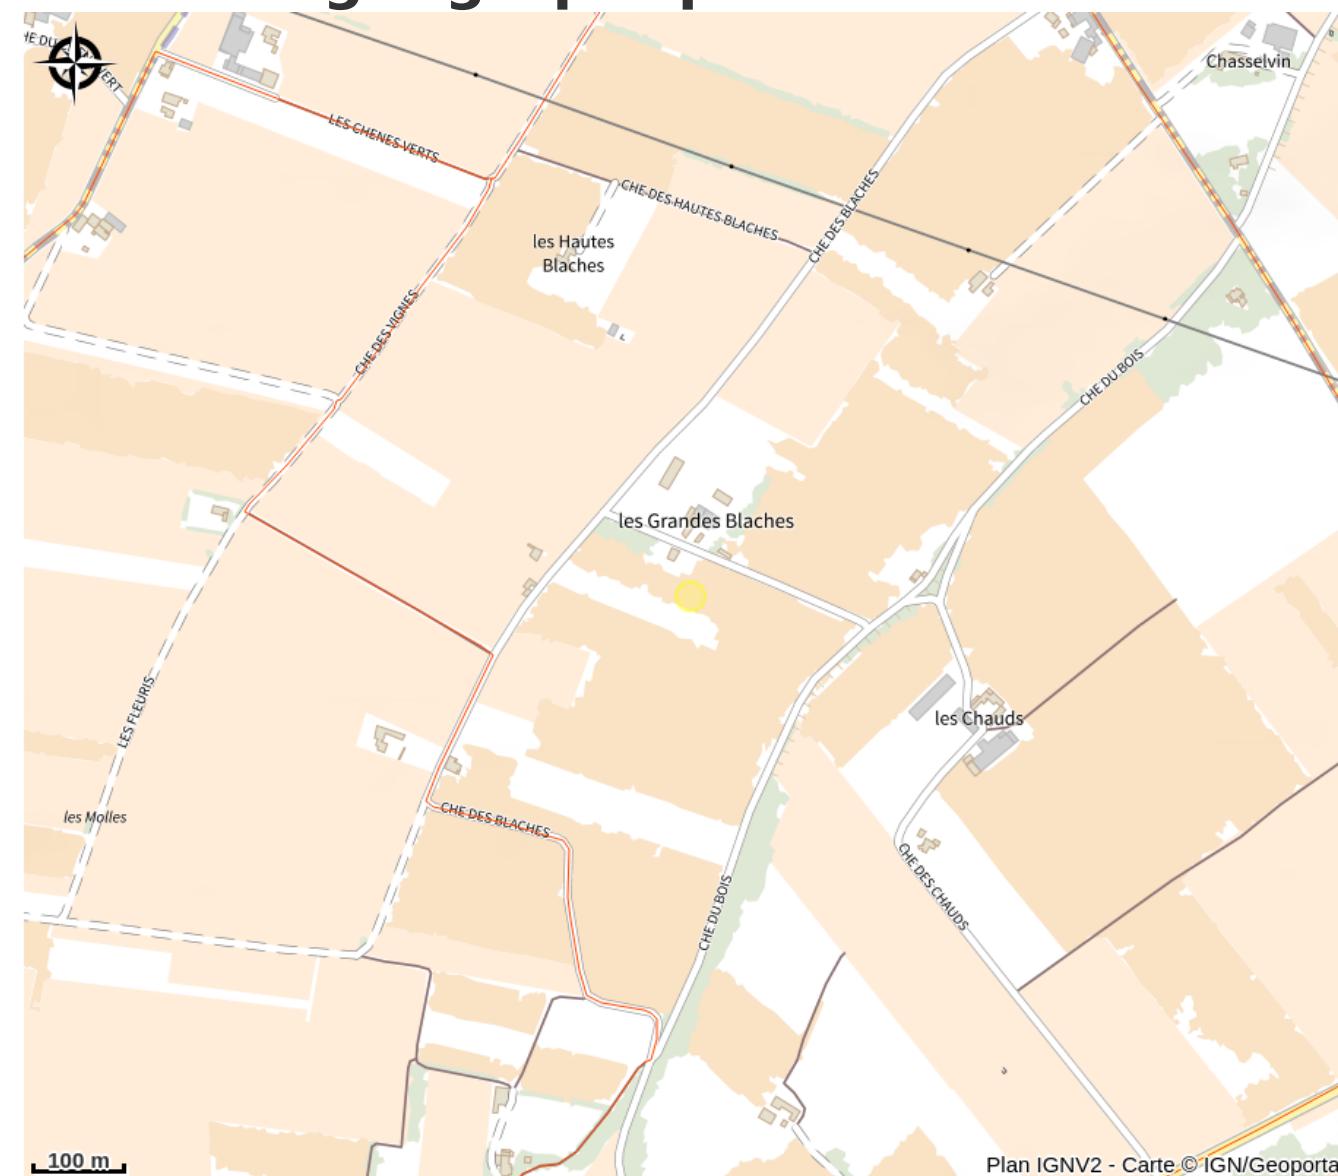 Chasselvin
LES CHENES VERTS
CHE DES HAUTES BLACHES
CHE DES BLACHES
les Hautes
Blaches
CHE DES VIGNES
CHE DU BOIS
les Grandes Blaches
LES FLEURIS
les Chauds
les Molles
CHE DES BLACHES
CHE DES CHAUDS
CHE DU BOIS
100 m
Plan IGNV2 - Carte © IGN/Geoporta